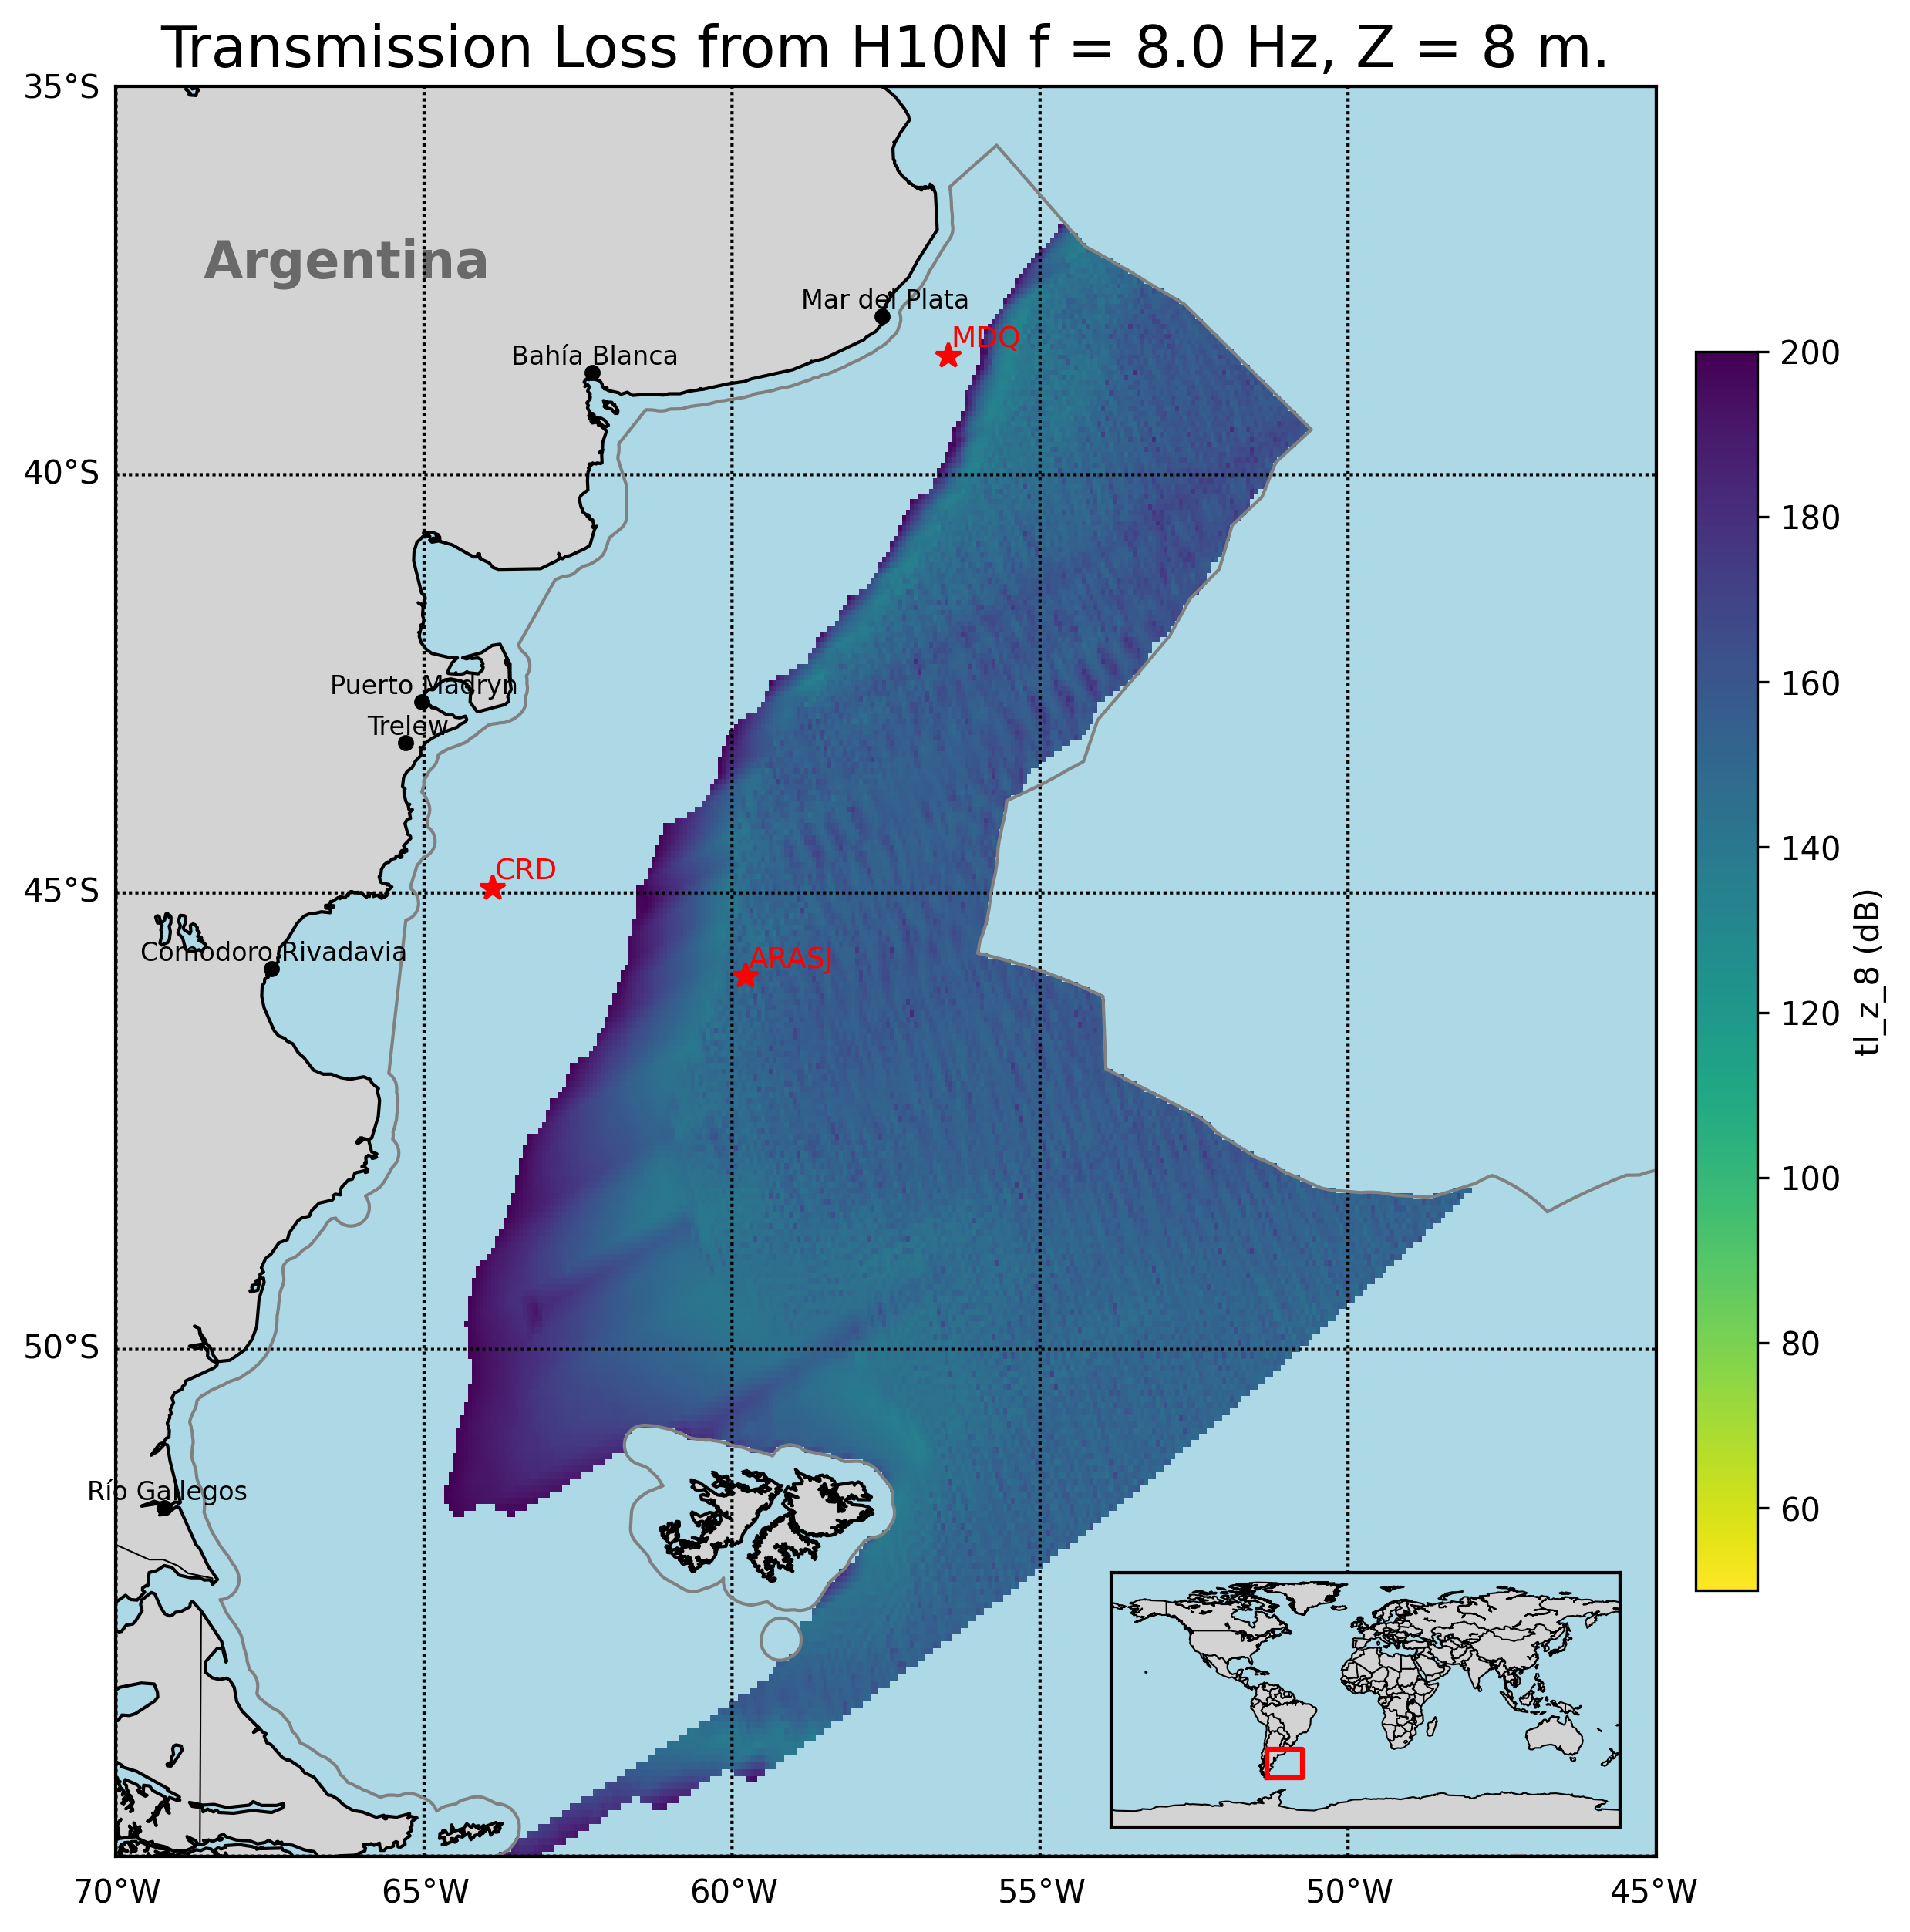 Transmission Loss from H10N f = 8.0 Hz, Z = 8 m.
35°S
Argentina
Mar del Plata
MDQ
Bahía Blanca
40°S
Puerto Madryn
Trelew
CRD
45°S
Comodoro Rivadavia
ARASJ
50°S
Río Gallegos
70°W
65°W
60°W
55°W
50°W
45°W
200
180
160
140
120
100
80
60
tl_z_8 (dB)